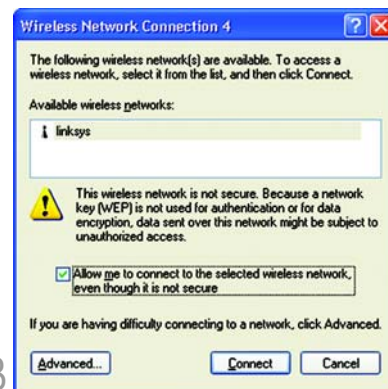 Wireless Network Connection 4
The following wireless network(s) are available. To access a
wireless network, select it from the list, and then click Connect.
Available wireless networks:
linksys
This wireless network is not secure. Because a network
key (WEP) is not used for authentication or for data
encryption, data sent over this network might be subject to
unauthorized access.
Allow me to connect to the selected wireless network,
even though it is not secure
If you are having difficulty connecting to a network, click Advanced.
Advanced... Connect Cancel